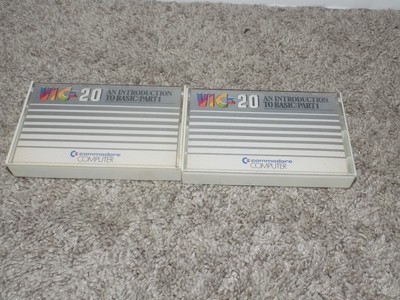 VIC-20 AN INTRODUCTION
TO BASIC: PART 1
commodore
COMPUTER
VIC-20 AN INTRODUCTION
TO BASIC: PART 1
commodore
COMPUTER